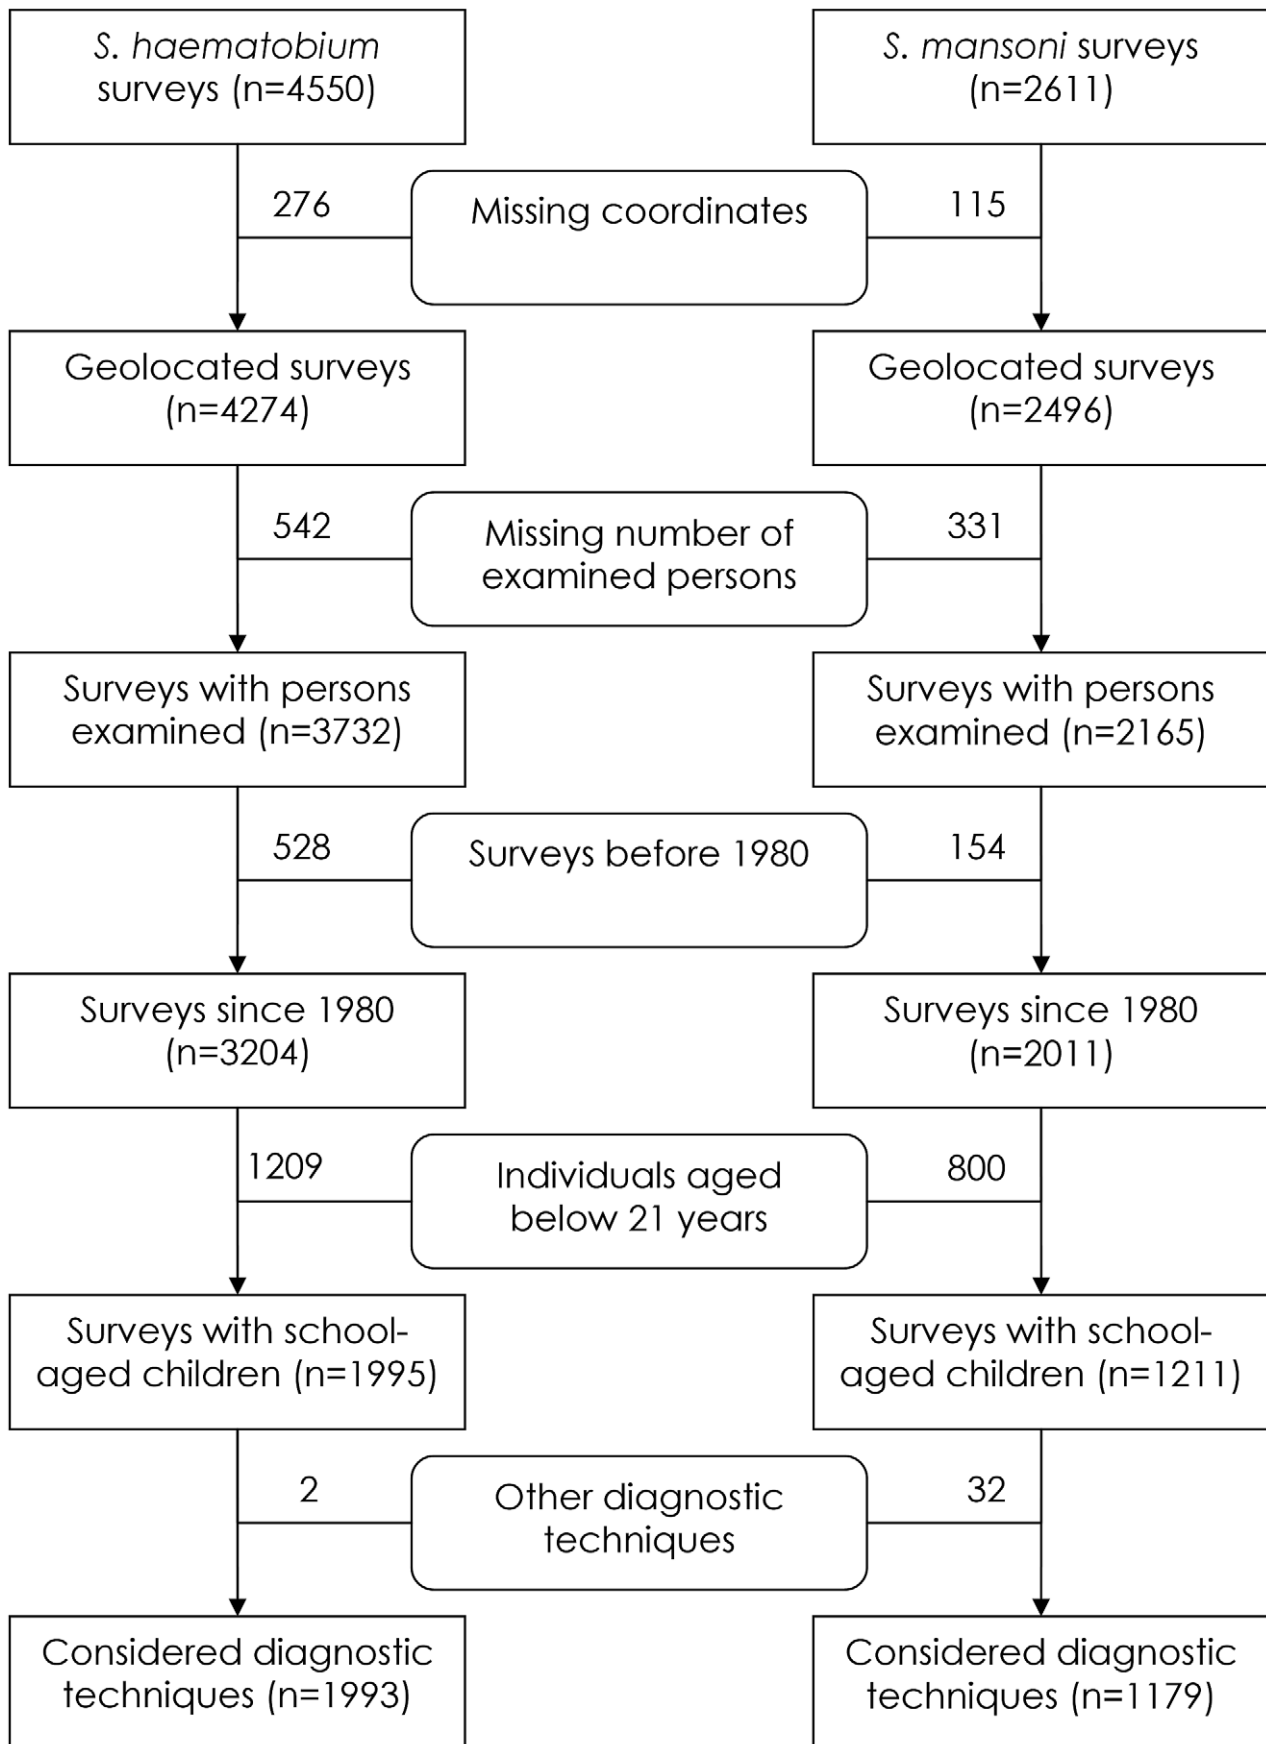 S. haematobium
surveys (n=4550)
S. mansoni surveys
(n=2611)
276
Missing coordinates
115
Geolocated surveys
(n=4274)
Geolocated surveys
(n=2496)
542
Missing number of
examined persons
331
Surveys with persons
examined (n=3732)
Surveys with persons
examined (n=2165)
528
Surveys before 1980
154
Surveys since 1980
(n=3204)
Surveys since 1980
(n=2011)
1209
Individuals aged
below 21 years
800
Surveys with school-
aged children (n=1995)
Surveys with school-
aged children (n=1211)
2
Other diagnostic
techniques
32
Considered diagnostic
techniques (n=1993)
Considered diagnostic
techniques (n=1179)